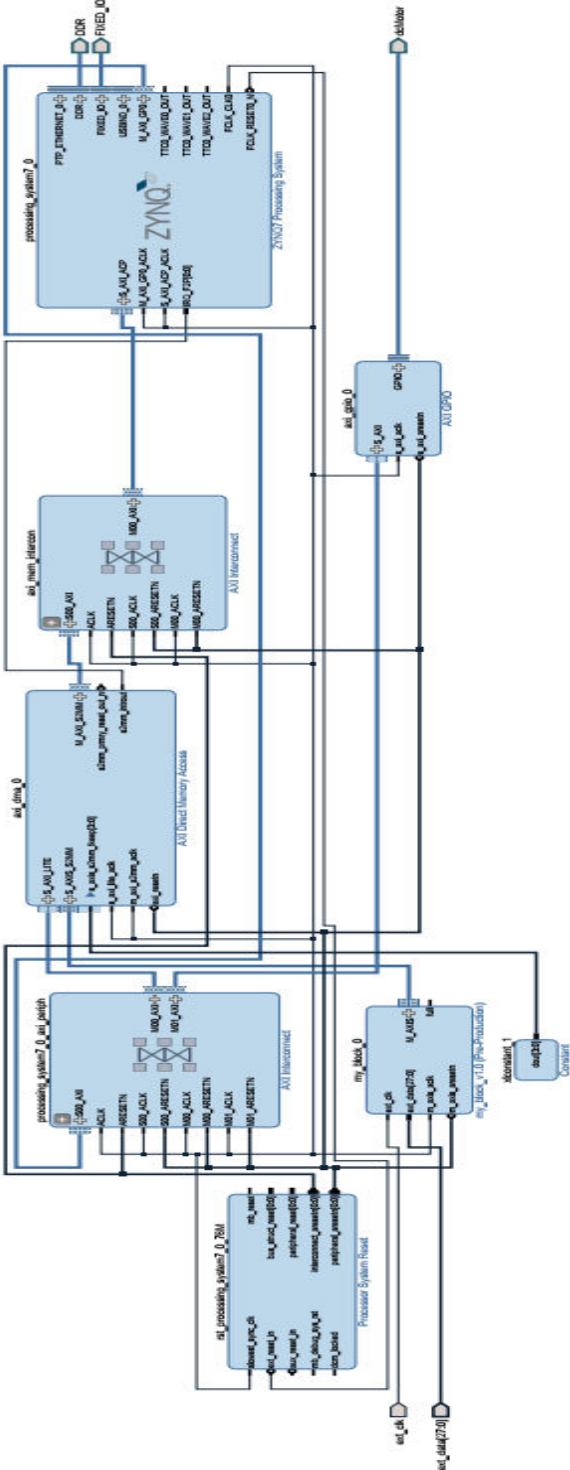 rst_processing_system7_0_76M
slowest_sync_clk
ext_reset_in
aux_reset_in
mb_debug_sys_rst
dcm_locked
mb_reset
bus_struct_reset[0:0]
peripheral_reset[0:0]
interconnect_aresetn[0:0]
peripheral_aresetn[0:0]
Processor System Reset
ext_clk
ext_data[27:0]
processing_system7_0_axi_periph
S00_AXI
ACLK
ARESETN
S00_ACLK
S00_ARESETN
M00_ACLK
M00_ARESETN
M01_ACLK
M01_ARESETN
M00_AXI
M01_AXI
AXI Interconnect
my_block_0
ext_clk
ext_data[27:0]
m_axis_aclk
m_axis_aresetn
M_AXIS
full
my_block_v1.0 (Pre-Production)
xlconstant_1
dout[3:0]
Constant
axi_dma_0
S_AXI_LITE
S_AXIS_S2MM
s_axi_lite_aclk
m_axi_s2mm_aclk
axi_resetn
M_AXI_S2MM
s2mm_prmry_reset_out_n
s2mm_introut
AXI Direct Memory Access
axi_mem_intercon
S00_AXI
ACLK
ARESETN
S00_ACLK
S00_ARESETN
M00_ACLK
M00_ARESETN
M00_AXI
AXI Interconnect
axi_gpio_0
S_AXI
s_axi_aclk
s_axi_aresetn
GPIO
AXI GPIO
processing_system7_0
S_AXI_ACP
M_AXI_GP0_ACLK
S_AXI_ACP_ACLK
IRQ_F2P[0:0]
ZYNQ
PTP_ETHERNET_0
DDR
FIXED_IO
USBIND_0
M_AXI_GP0
TTC0_WAVE0_OUT
TTC0_WAVE1_OUT
TTC0_WAVE2_OUT
FCLK_CLK0
FCLK_RESET0_N
ZYNQ7 Processing System
DDR
FIXED_IO
dcMotor